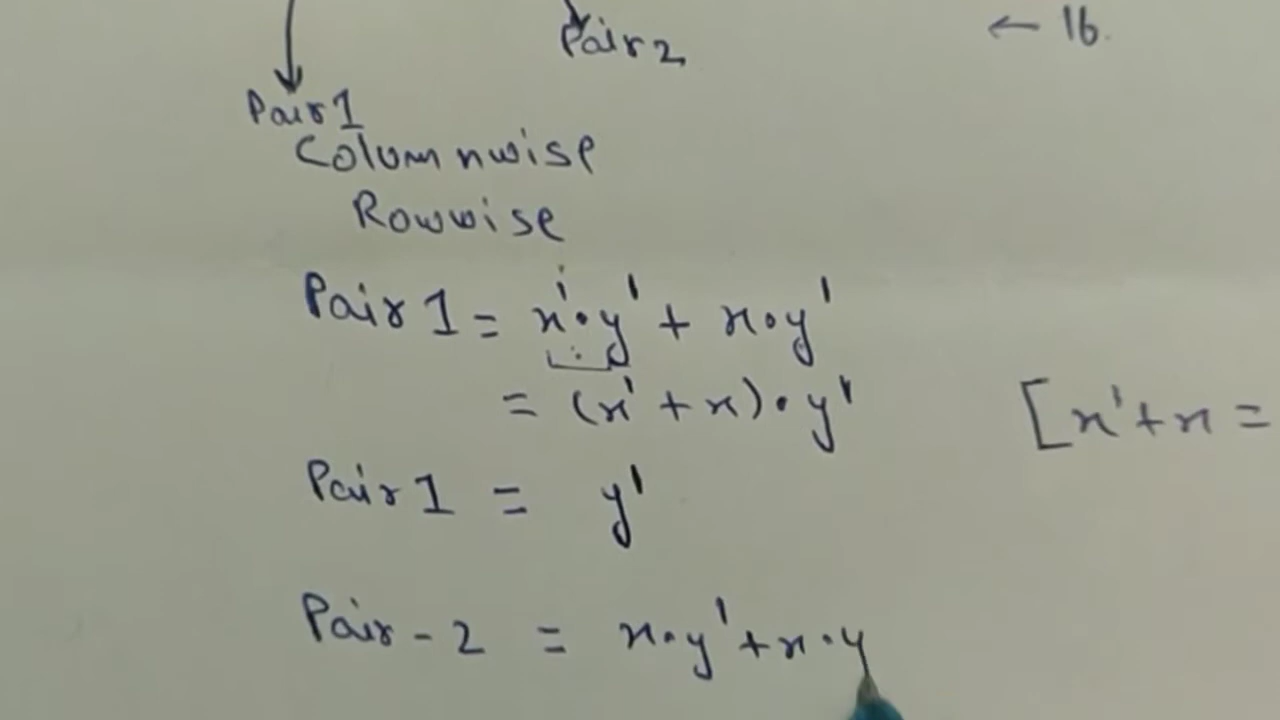 Pair 2
← 16.
Pair 1
Columnwise
Rowwise
Pair 1 = x'·y' + x·y'
= (x' + x)·y'
[x' + x =
Pair 1 = y'
Pair - 2 = x·y' + x·y